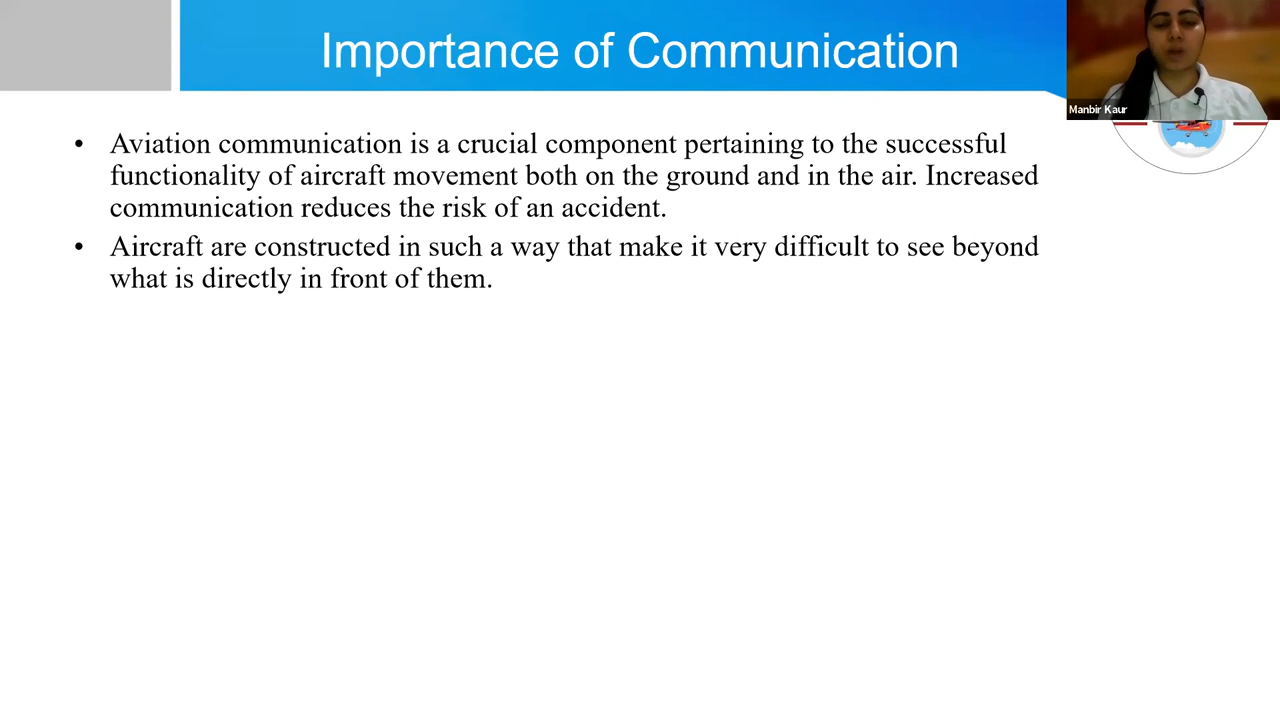 Importance of Communication
Manbir Kaur
• Aviation communication is a crucial component pertaining to the successful
functionality of aircraft movement both on the ground and in the air. Increased
communication reduces the risk of an accident.
• Aircraft are constructed in such a way that make it very difficult to see beyond
what is directly in front of them.